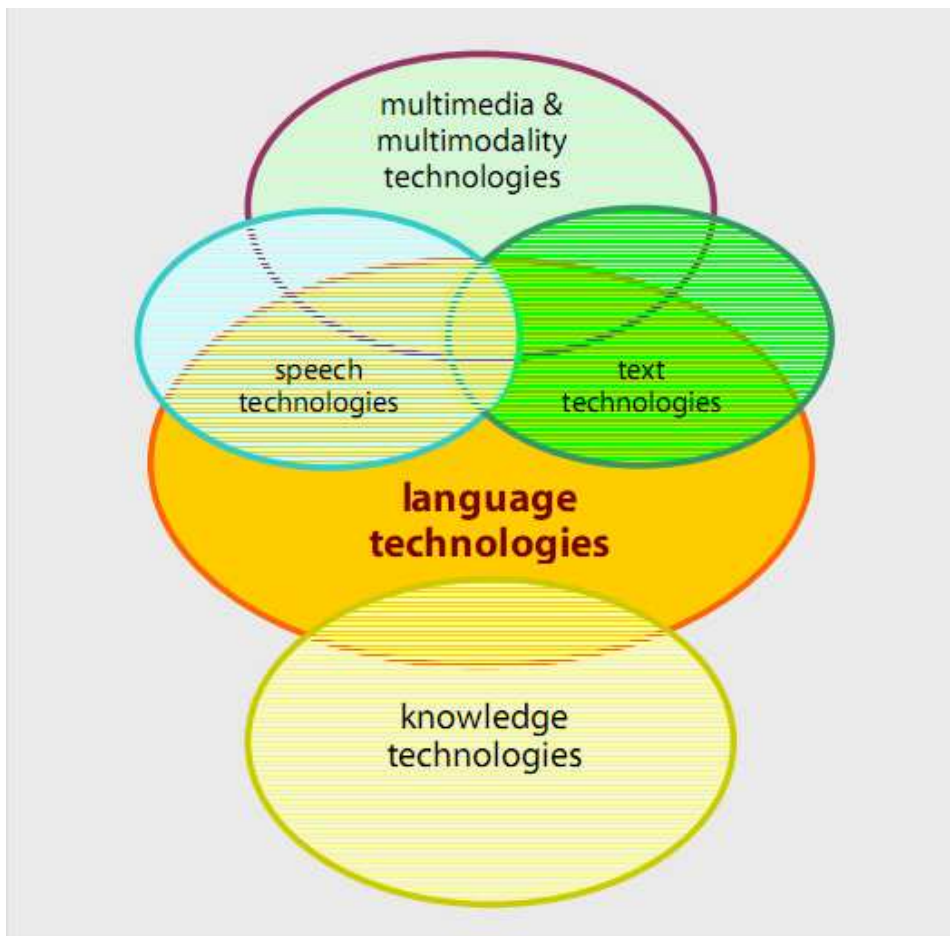 multimedia &
multimodality
technologies
speech
technologies
text
technologies
language
technologies
knowledge
technologies